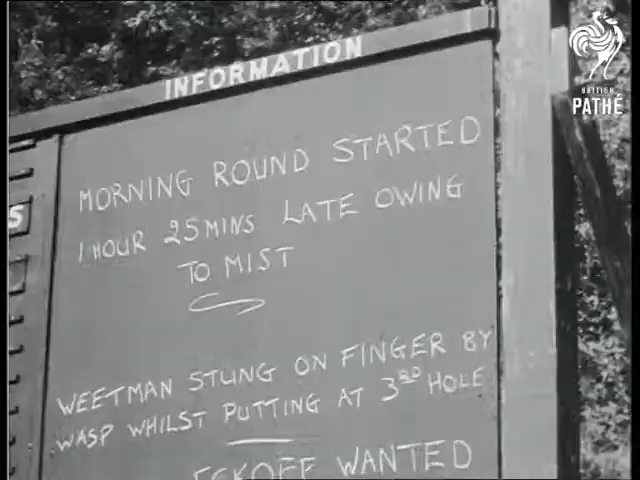 INFORMATION
MORNING ROUND STARTED
1 HOUR 25 MINS LATE OWING
TO MIST
WEETMAN STUNG ON FINGER BY
WASP WHILST PUTTING AT 3RD HOLE
WANTED
S
BRITISH
PATHÉ